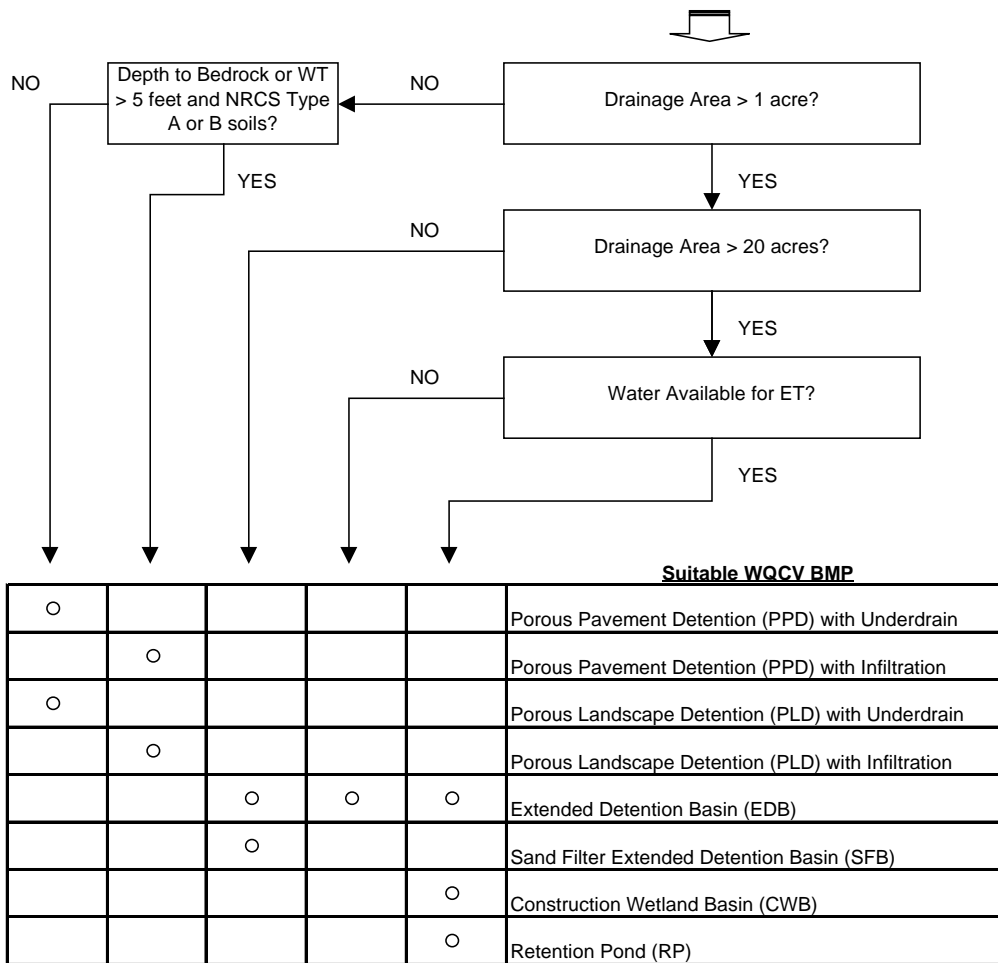 NO
Depth to Bedrock or WT
> 5 feet and NRCS Type
A or B soils?
NO
Drainage Area > 1 acre?
YES
YES
NO
Drainage Area > 20 acres?
YES
NO
Water Available for ET?
YES
Suitable WQCV BMP
Porous Pavement Detention (PPD) with Underdrain
Porous Pavement Detention (PPD) with Infiltration
Porous Landscape Detention (PLD) with Underdrain
Porous Landscape Detention (PLD) with Infiltration
Extended Detention Basin (EDB)
Sand Filter Extended Detention Basin (SFB)
Construction Wetland Basin (CWB)
Retention Pond (RP)